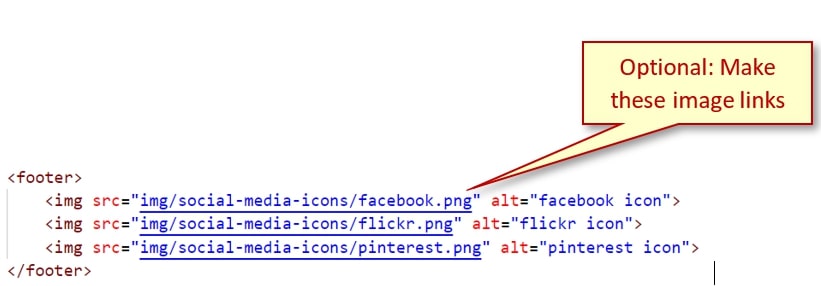 Optional: Make
these image links
<footer>
<img src="img/social-media-icons/facebook.png" alt="facebook icon">
<img src="img/social-media-icons/flickr.png" alt="flickr icon">
<img src="img/social-media-icons/pinterest.png" alt="pinterest icon">
</footer>